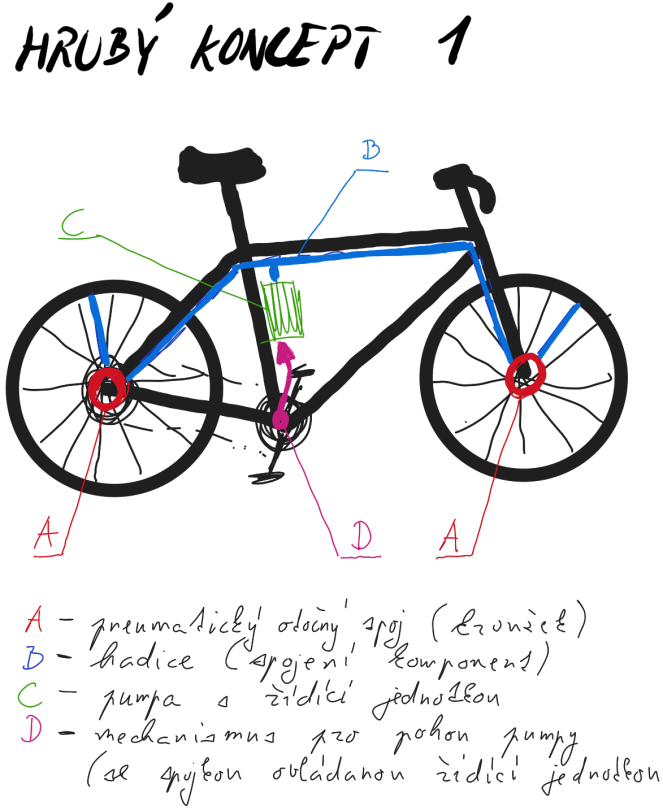 HRUBÝ KONCEPT 1
B
C
A
D
A
A - pneumatický otočný spoj (kroužek)
B - hadice (spojení komponent)
C - pumpa s řídící jednotkou
D - mechanismus pro pohon pumpy
(se spojkou ovládanou řídící jednotkou